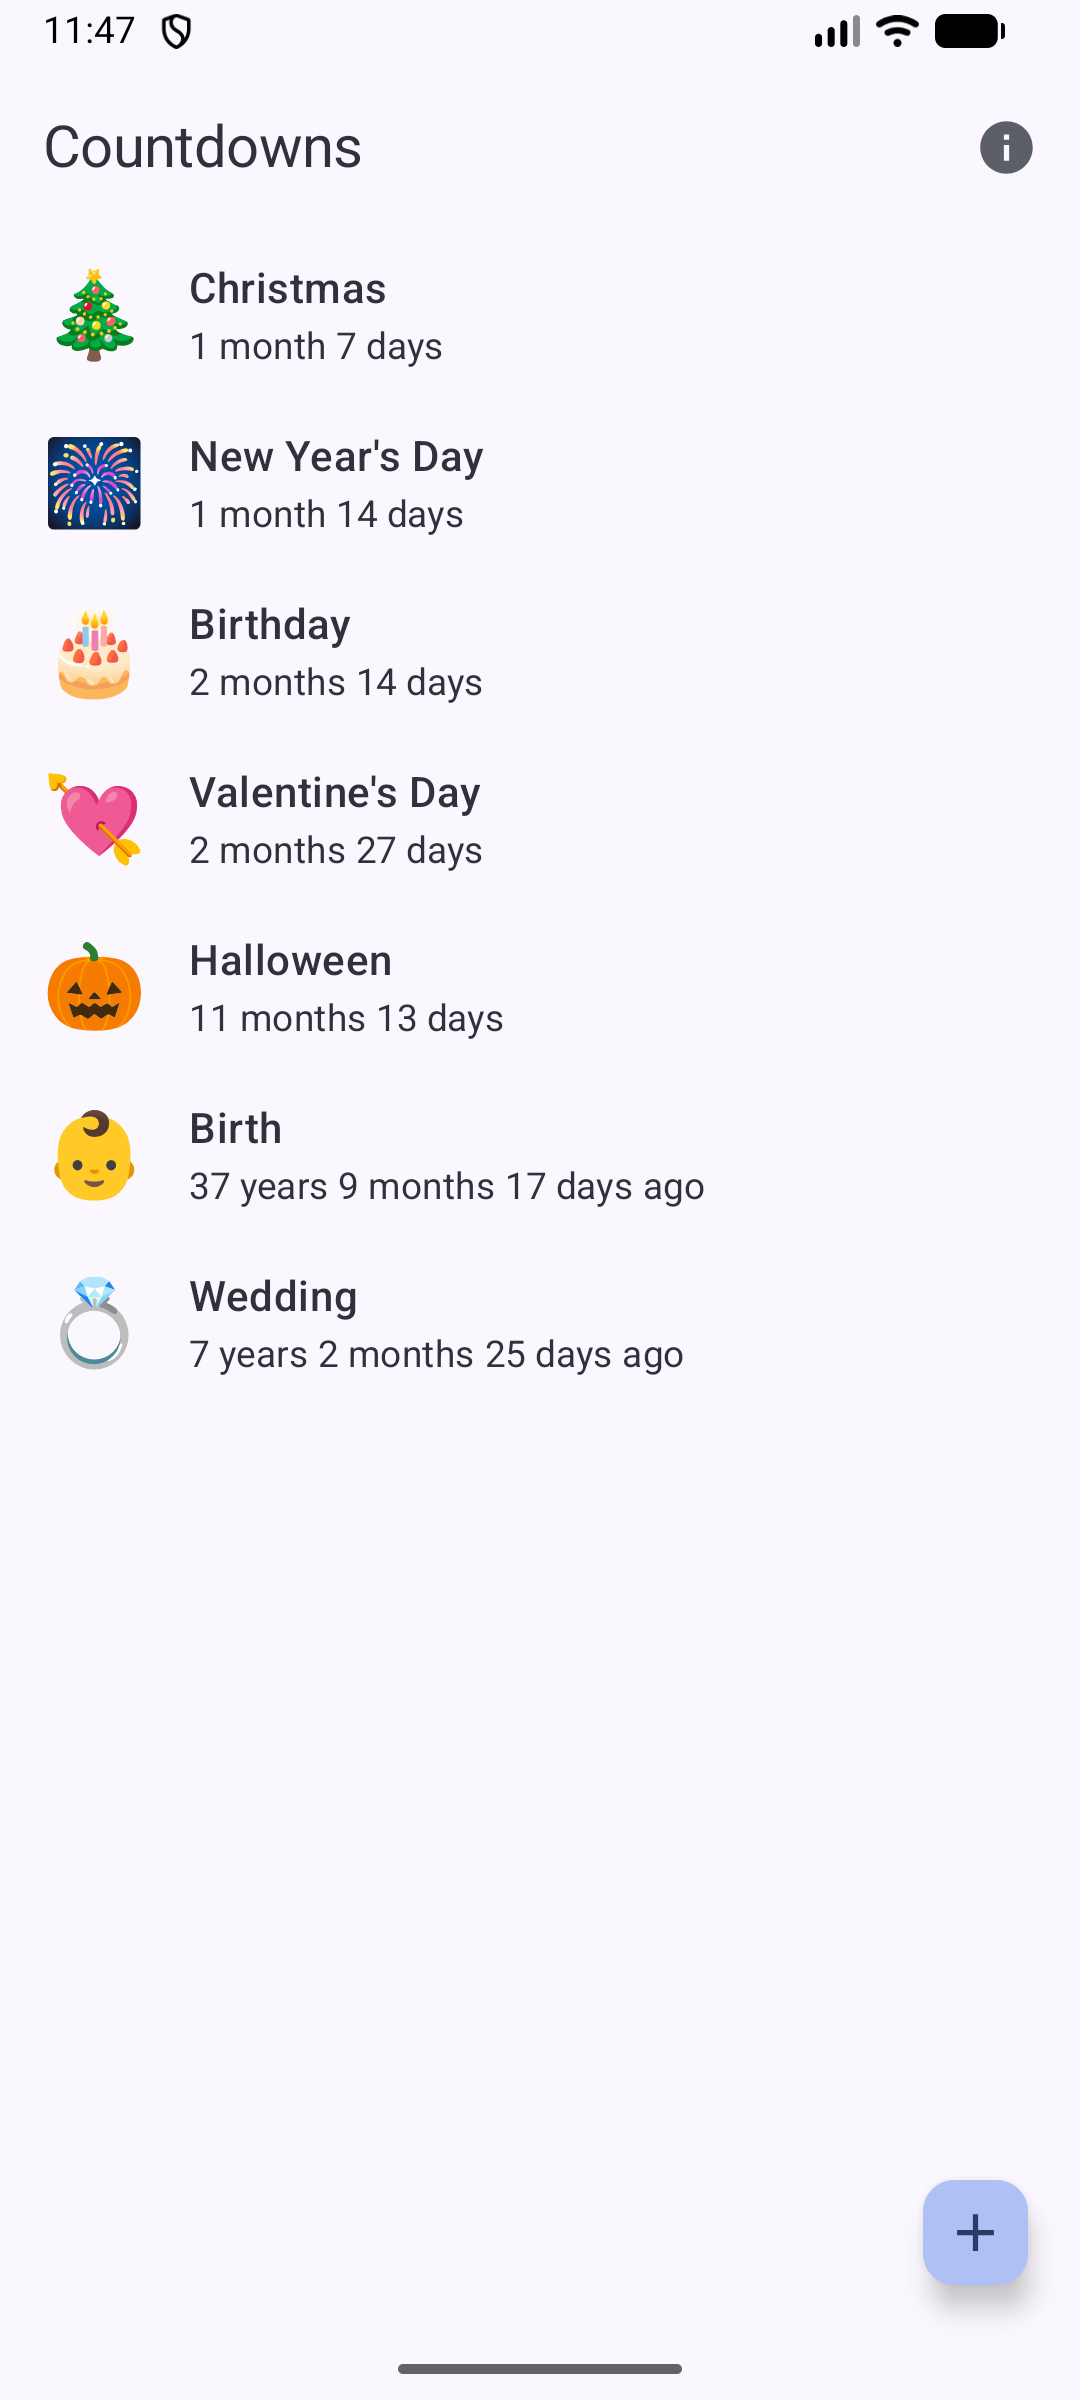 11:47
Countdowns
Christmas
1 month 7 days
New Year's Day
1 month 14 days
Birthday
2 months 14 days
Valentine's Day
2 months 27 days
Halloween
11 months 13 days
Birth
37 years 9 months 17 days ago
Wedding
7 years 2 months 25 days ago